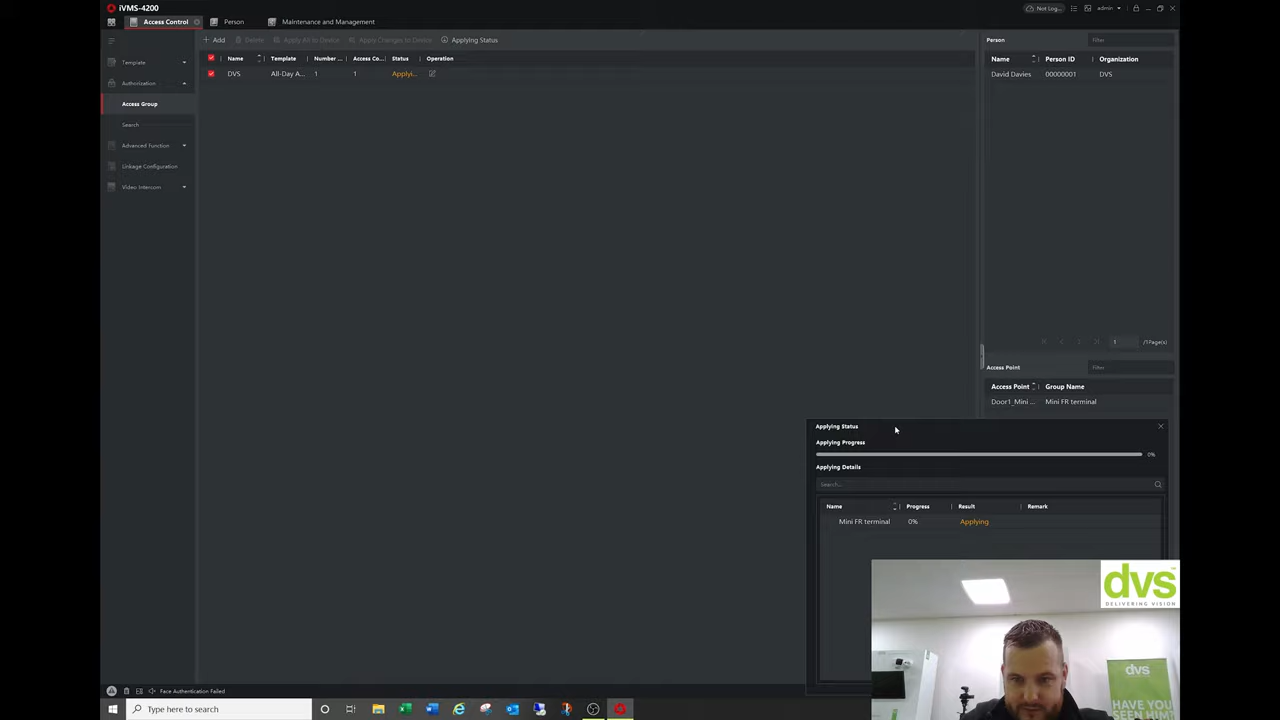 iVMS-4200
Not Log...
admin
Access Control
Person
Maintenance and Management
Add
Delete
Apply All to Device
Apply Changes to Device
Applying Status
Template
Authorization
Access Group
Search
Advanced Function
Linkage Configuration
Video Intercom
Name Template Number ... Access Co... Status Operation
DVS All-Day A... 1 1 Applyi...
Person
Filter
Name Person ID Organization
David Davies 00000001 DVS
1 /1Page(s)
Access Point
Filter
Access Point Group Name
Door1_Mini ... Mini FR terminal
Applying Status
Applying Progress
0%
Applying Details
Search...
Name Progress Result Remark
Mini FR terminal 0% Applying
dvs
DELIVERING VISION
dvs
HAVE YOU
SEEN HIM?
Face Authentication Failed
Type here to search